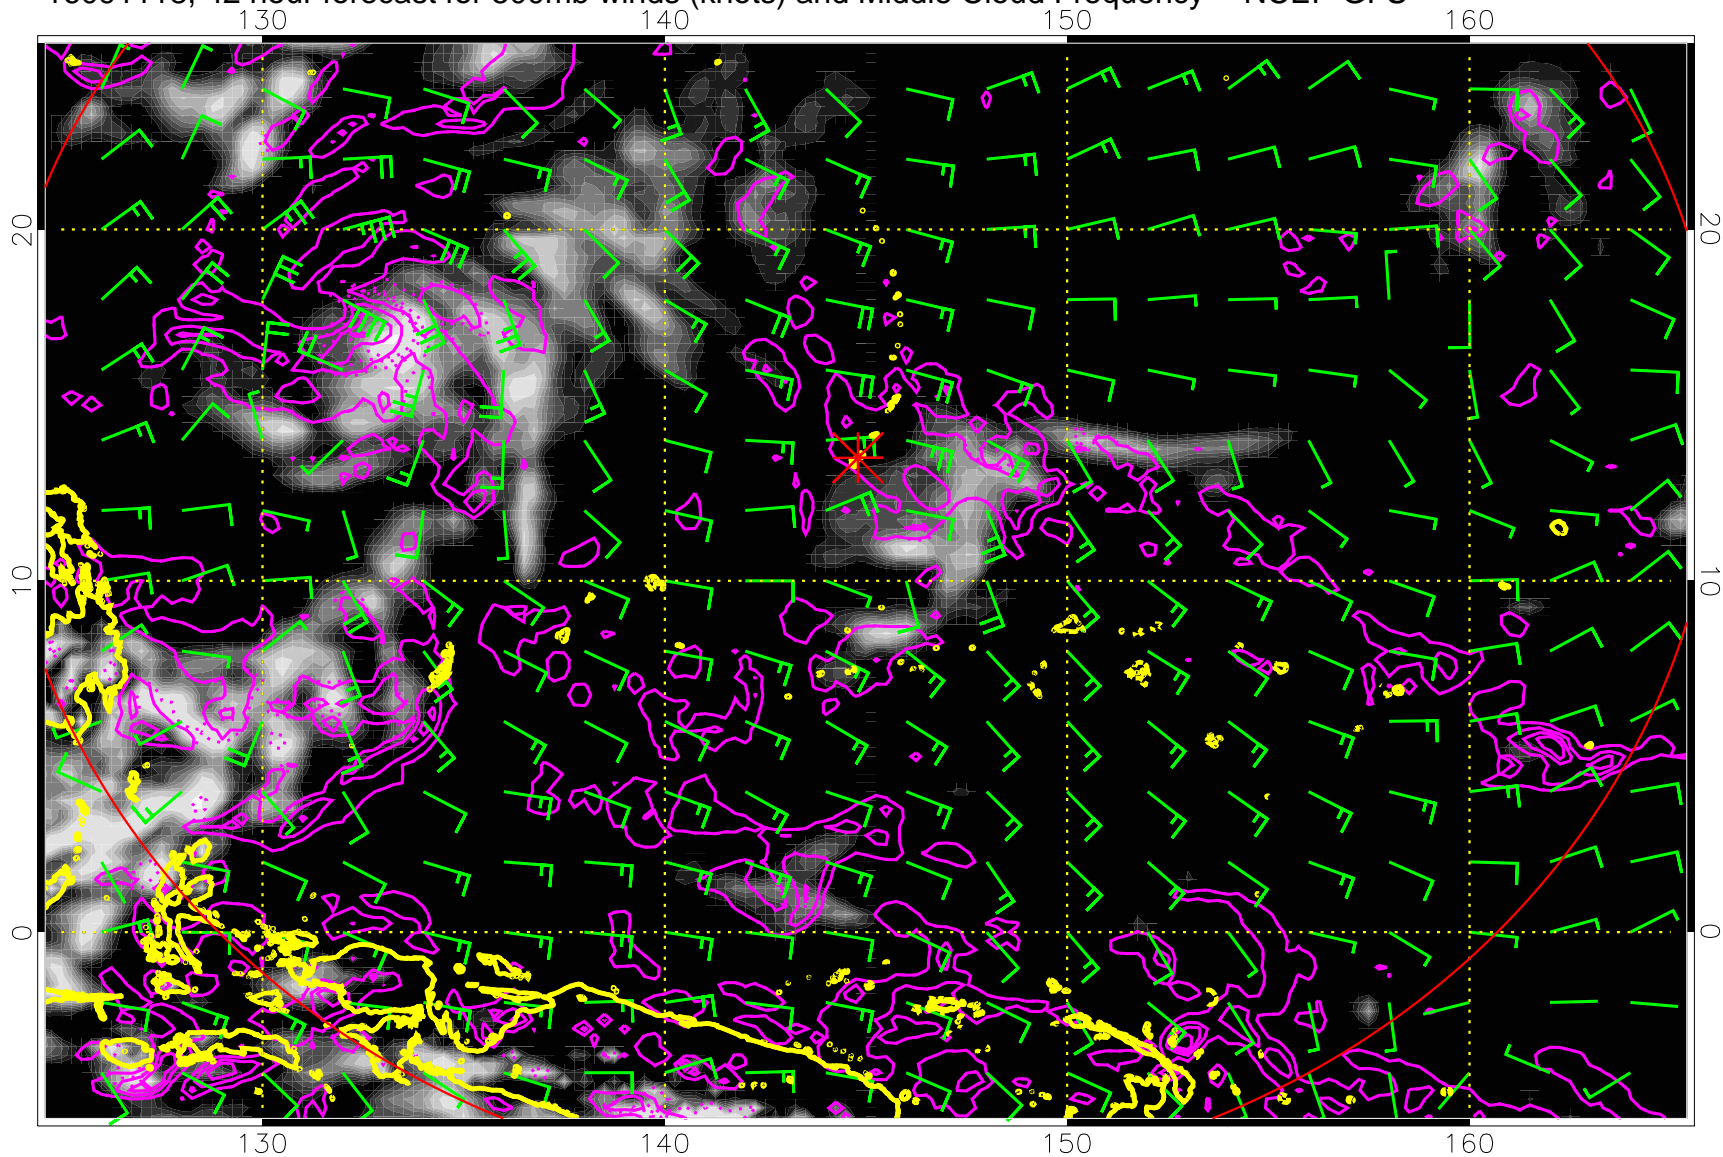 hour forecast for
winds (knots) and Middle Cloud Frequency
130 140 150 160
20 20
10 10
0 0
130 140 150 160